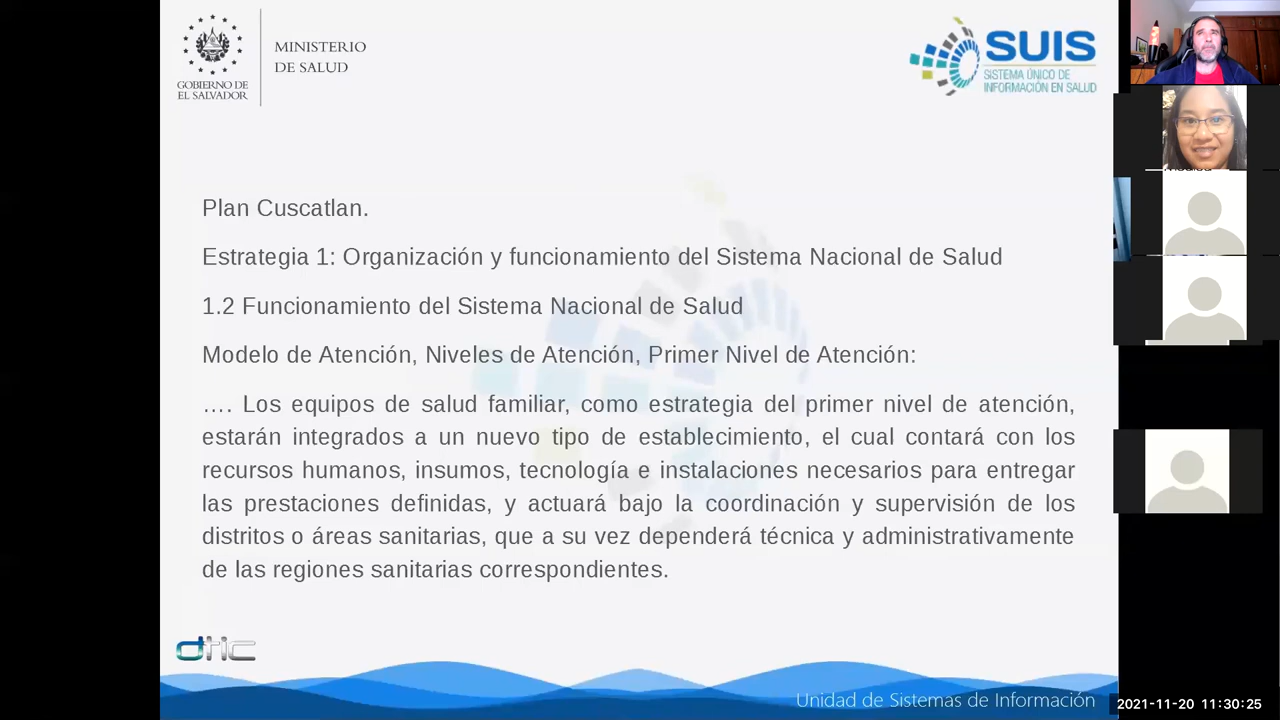 MINISTERIO
DE SALUD
GOBIERNO DE
EL SALVADOR
SUIS
SISTEMA ÚNICO DE
INFORMACIÓN EN SALUD
Plan Cuscatlan.
Estrategia 1: Organización y funcionamiento del Sistema Nacional de Salud
1.2 Funcionamiento del Sistema Nacional de Salud
Modelo de Atención, Niveles de Atención, Primer Nivel de Atención:
…. Los equipos de salud familiar, como estrategia del primer nivel de atención,
estarán integrados a un nuevo tipo de establecimiento, el cual contará con los
recursos humanos, insumos, tecnología e instalaciones necesarios para entregar
las prestaciones definidas, y actuará bajo la coordinación y supervisión de los
distritos o áreas sanitarias, que a su vez dependerá técnica y administrativamente
de las regiones sanitarias correspondientes.
dtic
Unidad de Sistemas de Información
2021-11-20 11:30:25